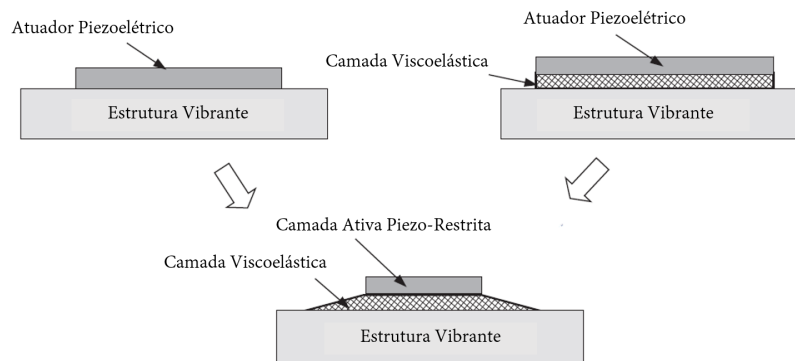 Atuador Piezoelétrico
Estrutura Vibrante
Atuador Piezoelétrico
Camada Viscoelástica
Estrutura Vibrante
Camada Ativa Piezo-Restrita
Camada Viscoelástica
Estrutura Vibrante